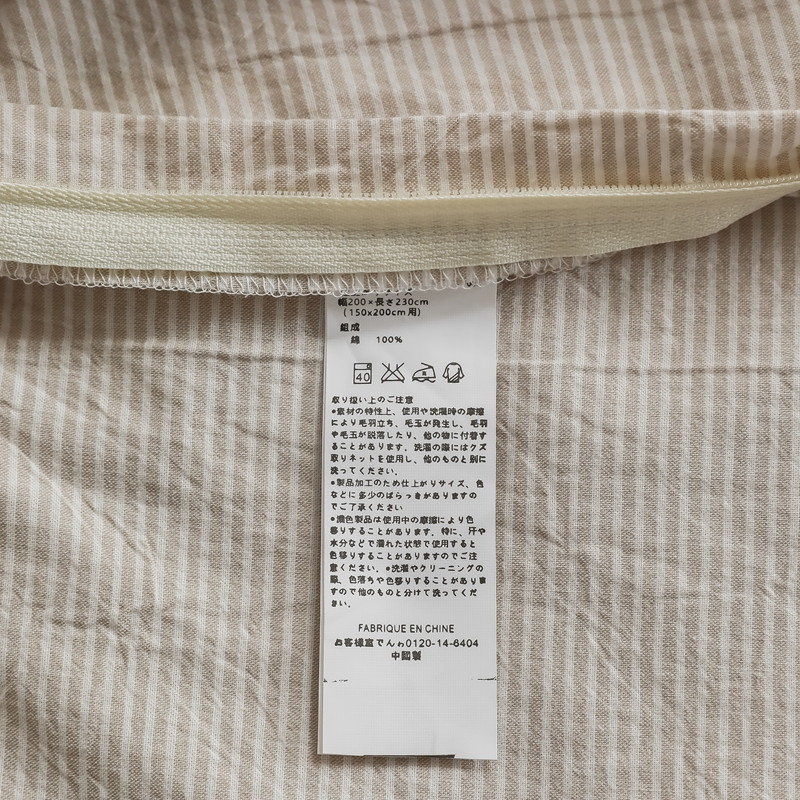 幅200×長さ230cm
(150x200cm用)
組成
綿 100%
40
取り扱い上のご注意
●素材の特性上、使用や洗濯時の摩擦
により毛羽立ち、毛玉が発生し、毛羽
や毛玉が脱落したり、他の物に付着す
ることがあります。洗濯の際にはクズ
取りネットを使用し、他のものと別に
洗ってください。
●製品加工のため仕上がりサイズ、色
などに多少のばらつきがありますの
でご了承ください
●濃色製品は使用中の摩擦により色
移りすることがあります。特に、汗や
水分などで濡れた状態で使用すると
色移りすることがありますのでご注
意ください。●洗濯やクリーニングの
際、色落ちや色移りすることがありま
すので他のものと分けて洗ってくだ
さい。
FABRIQUE EN CHINE
お客様室でんわ0120-14-6404
中国製